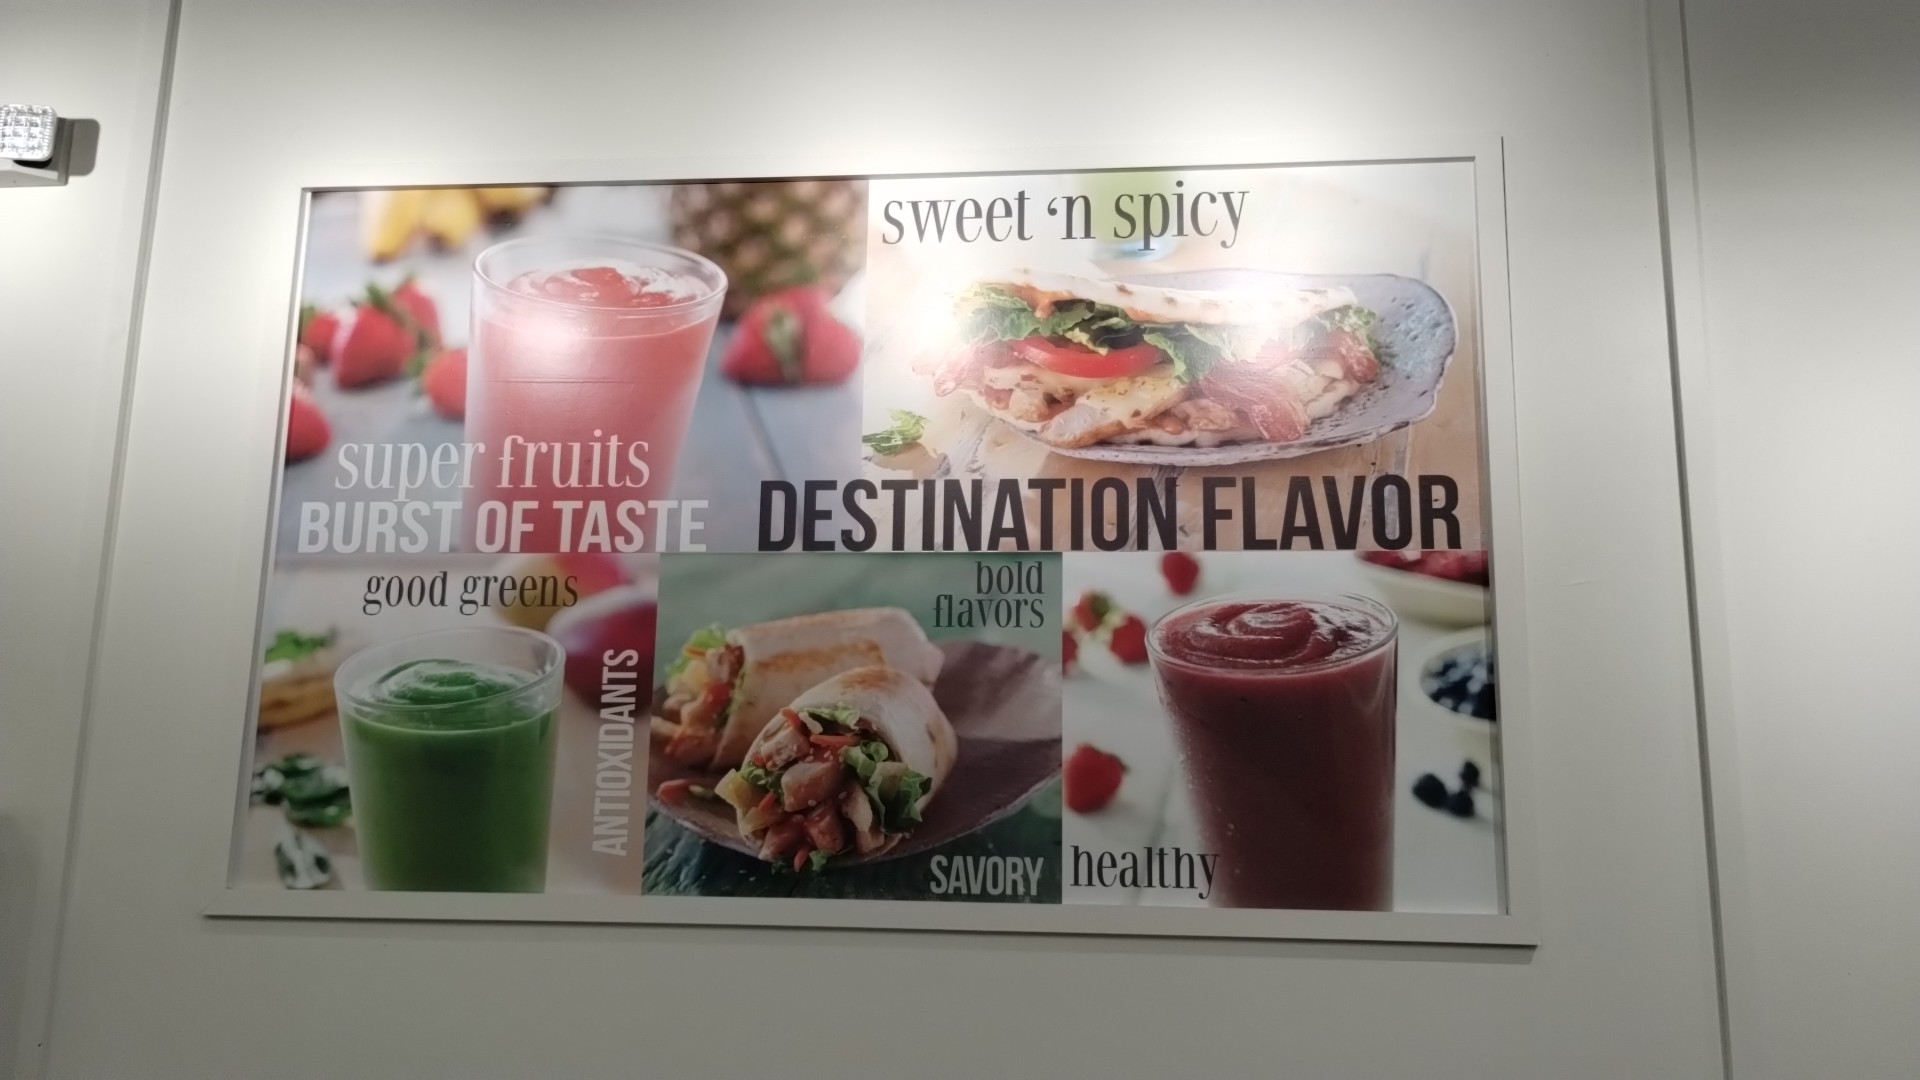 sweet ‘n spicy
super fruits
BURST OF TASTE
DESTINATION FLAVOR
good greens
ANTIOXIDANTS
bold
flavors
SAVORY
healthy